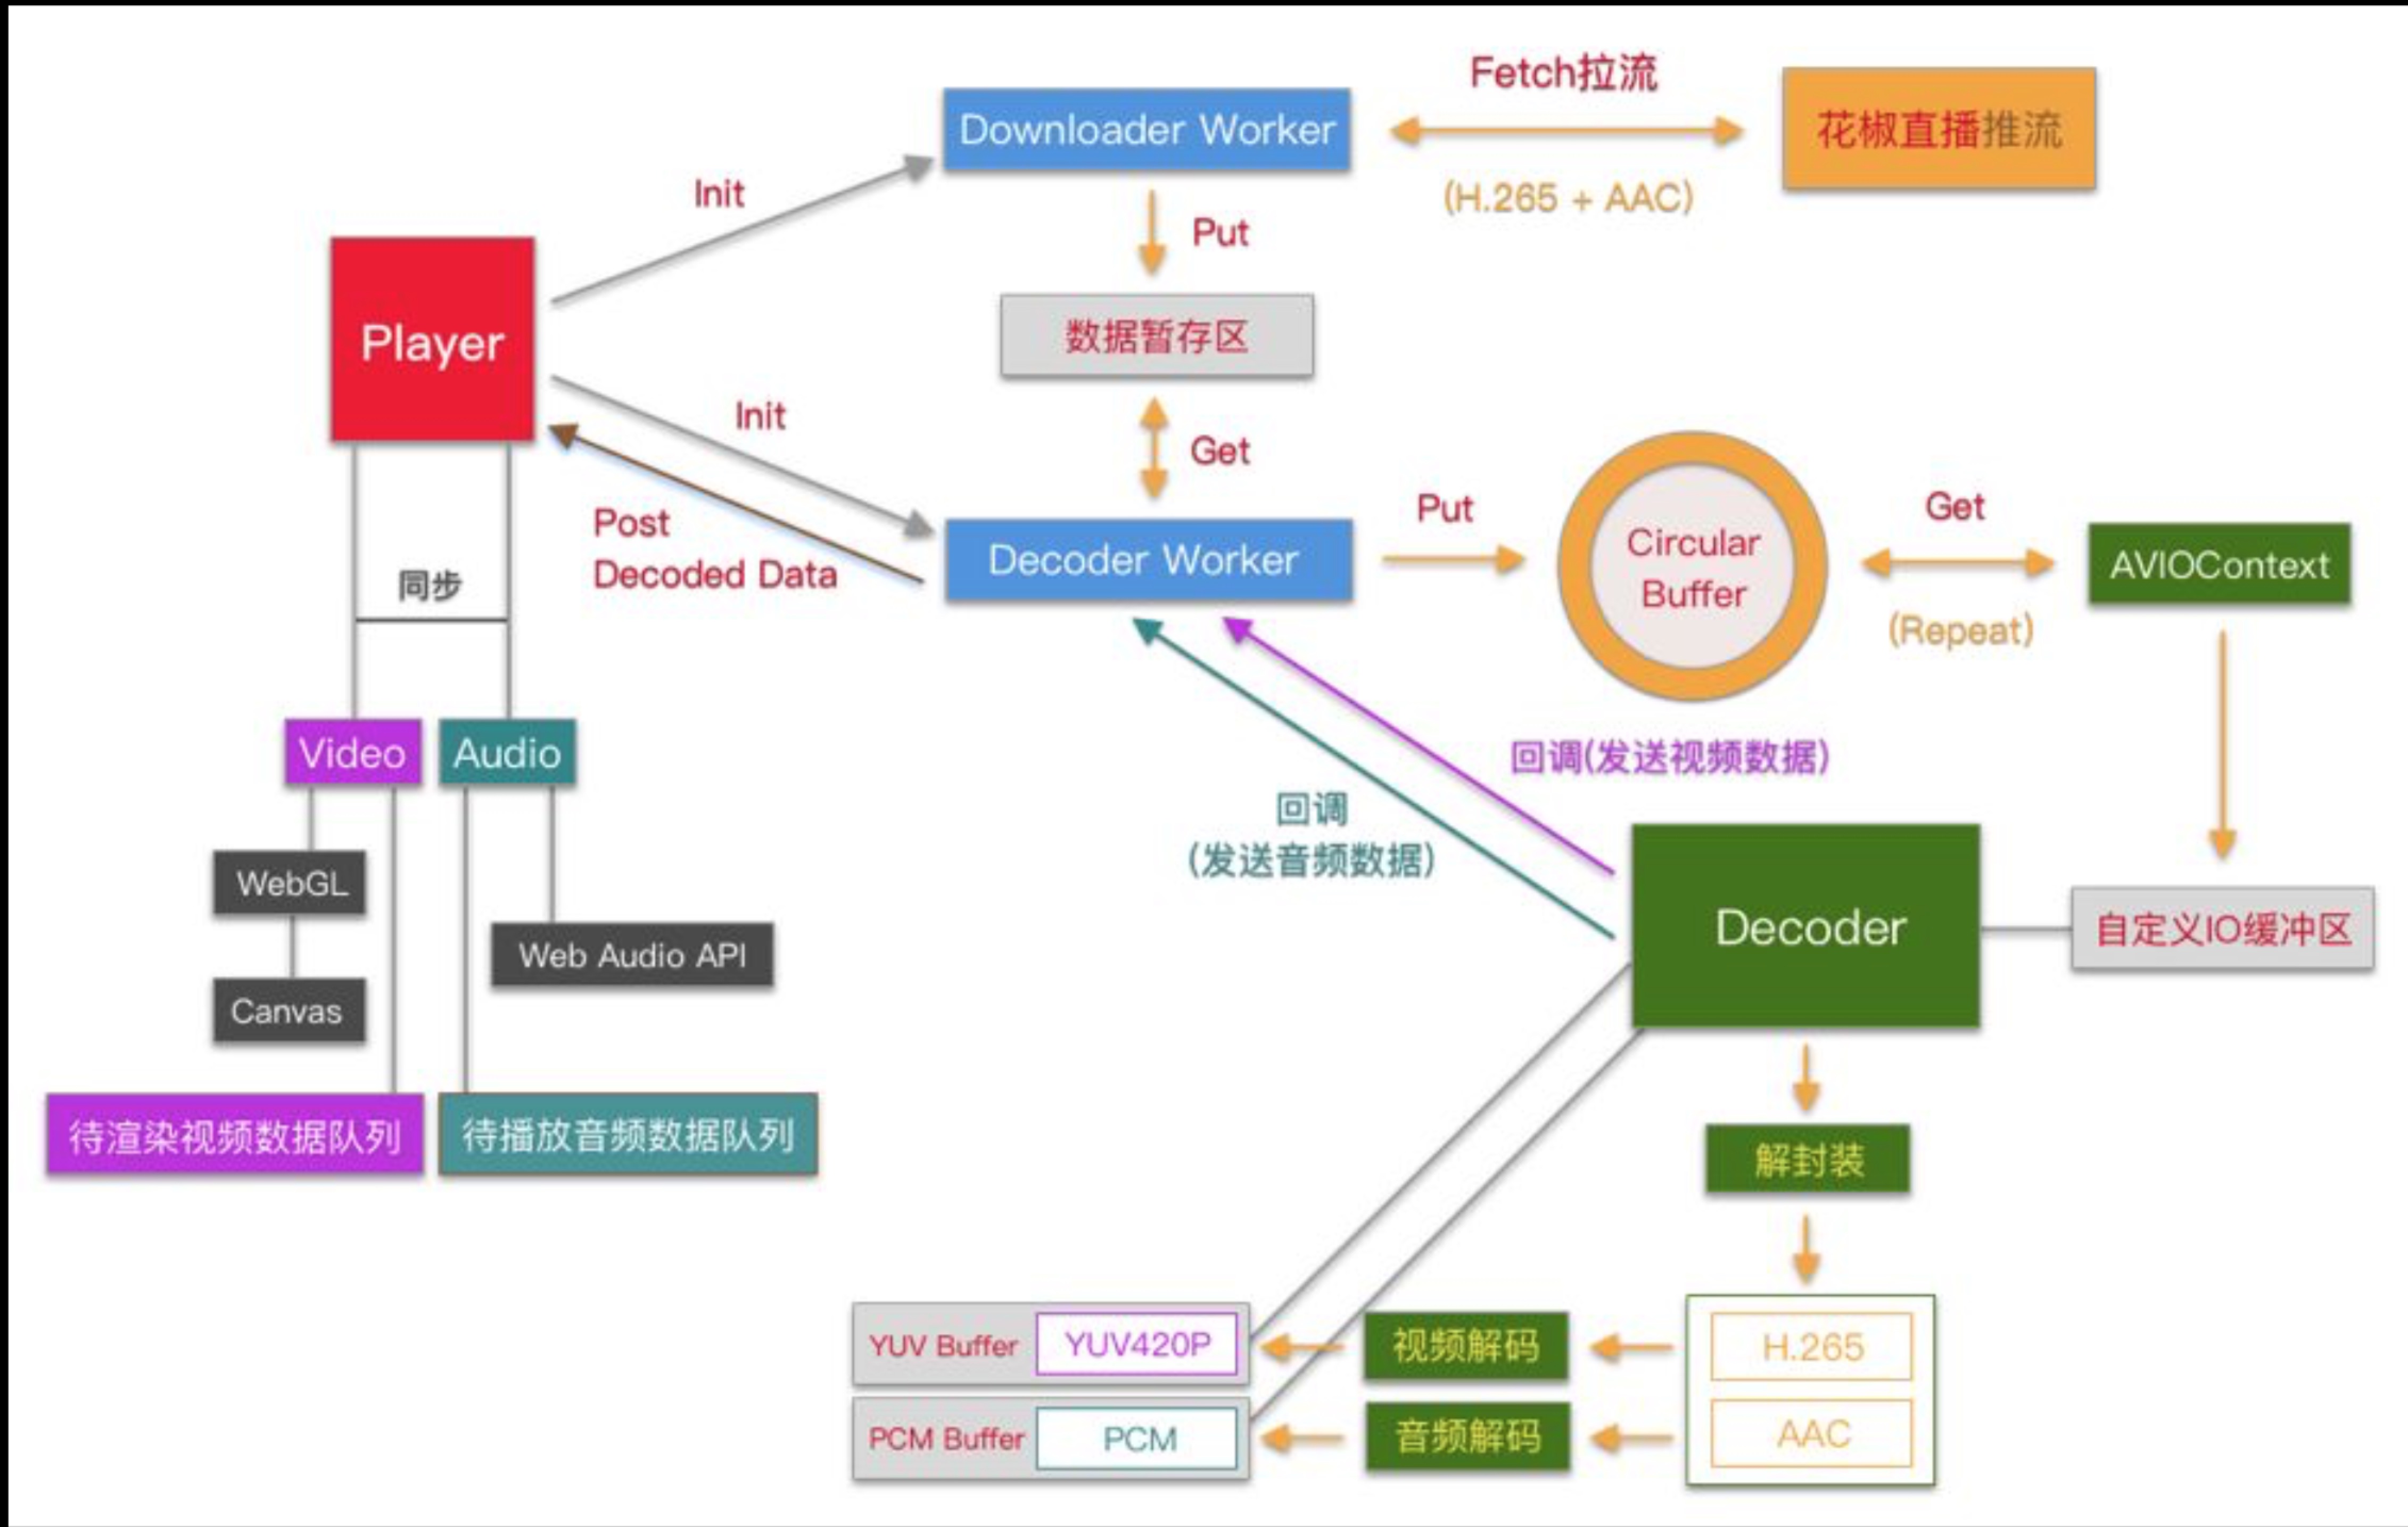 Fetch拉流
Downloader Worker
花椒直播推流
(H.265 + AAC)
Init
Put
Player
数据暂存区
Init
Get
Post
Decoded Data
Decoder Worker
Put
Circular
Buffer
Get
(Repeat)
AVIOContext
同步
Video
Audio
回调(发送视频数据)
回调
(发送音频数据)
WebGL
Web Audio API
Canvas
Decoder
自定义IO缓冲区
待渲染视频数据队列
待播放音频数据队列
解封装
YUV Buffer
YUV420P
视频解码
H.265
PCM Buffer
PCM
音频解码
AAC